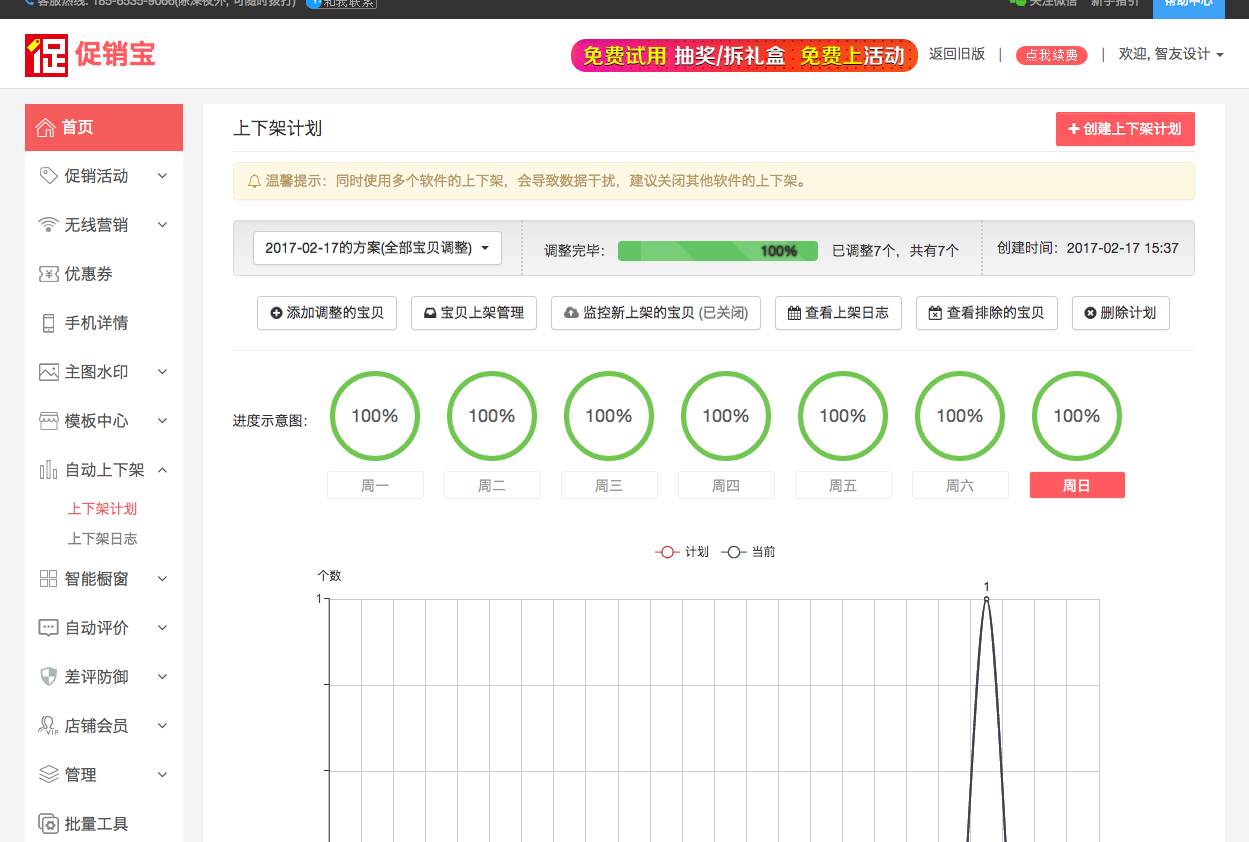 客服热线: 185-6535-9066(除深夜外, 可随时拨打) 和我联系 关注微信 新手指引 帮助中心
促 促销宝 免费试用 抽奖/拆礼盒 免费上活动 返回旧版 | 点我续费 | 欢迎, 智友设计
首页
促销活动
无线营销
优惠券
手机详情
主图水印
模板中心
自动上下架
上下架计划
上下架日志
智能橱窗
自动评价
差评防御
店铺会员
VIP
管理
批量工具
上下架计划 创建上下架计划
温馨提示：同时使用多个软件的上下架，会导致数据干扰，建议关闭其他软件的上下架。
2017-02-17的方案(全部宝贝调整) 调整完毕： 100% 已调整7个，共有7个 创建时间：2017-02-17 15:37
添加调整的宝贝 宝贝上架管理 监控新上架的宝贝 (已关闭) 查看上架日志 查看排除的宝贝 删除计划
进度示意图： 100% 100% 100% 100% 100% 100% 100%
周一 周二 周三 周四 周五 周六 周日
计划 当前
个数
1
1